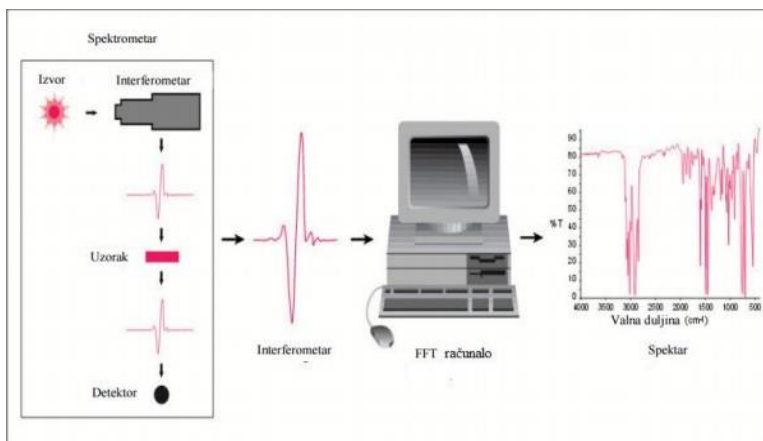 Spektrometar
Izvor
Interferometar
Uzorak
Detektor
Interferometar
FFT računalo
%T
90
80
70
60
50
40
30
20
10
0
4000 3500 3000 2500 2000 1500 1000 500
Valna duljina (cm-1)
Spektar